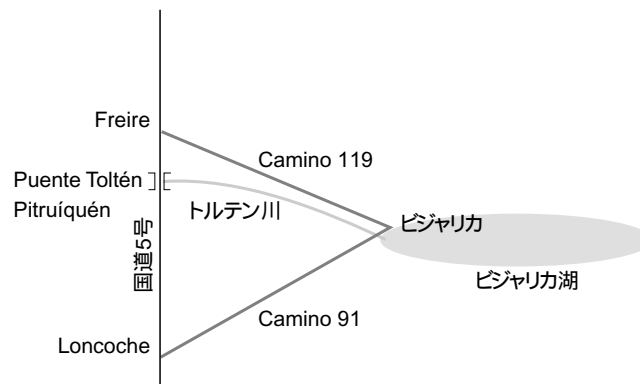 Freire
Camino 119
Puente Toltén
Pitruíquén
トルテン川
ビジャリカ
国道5号
ビジャリカ湖
Camino 91
Loncoche